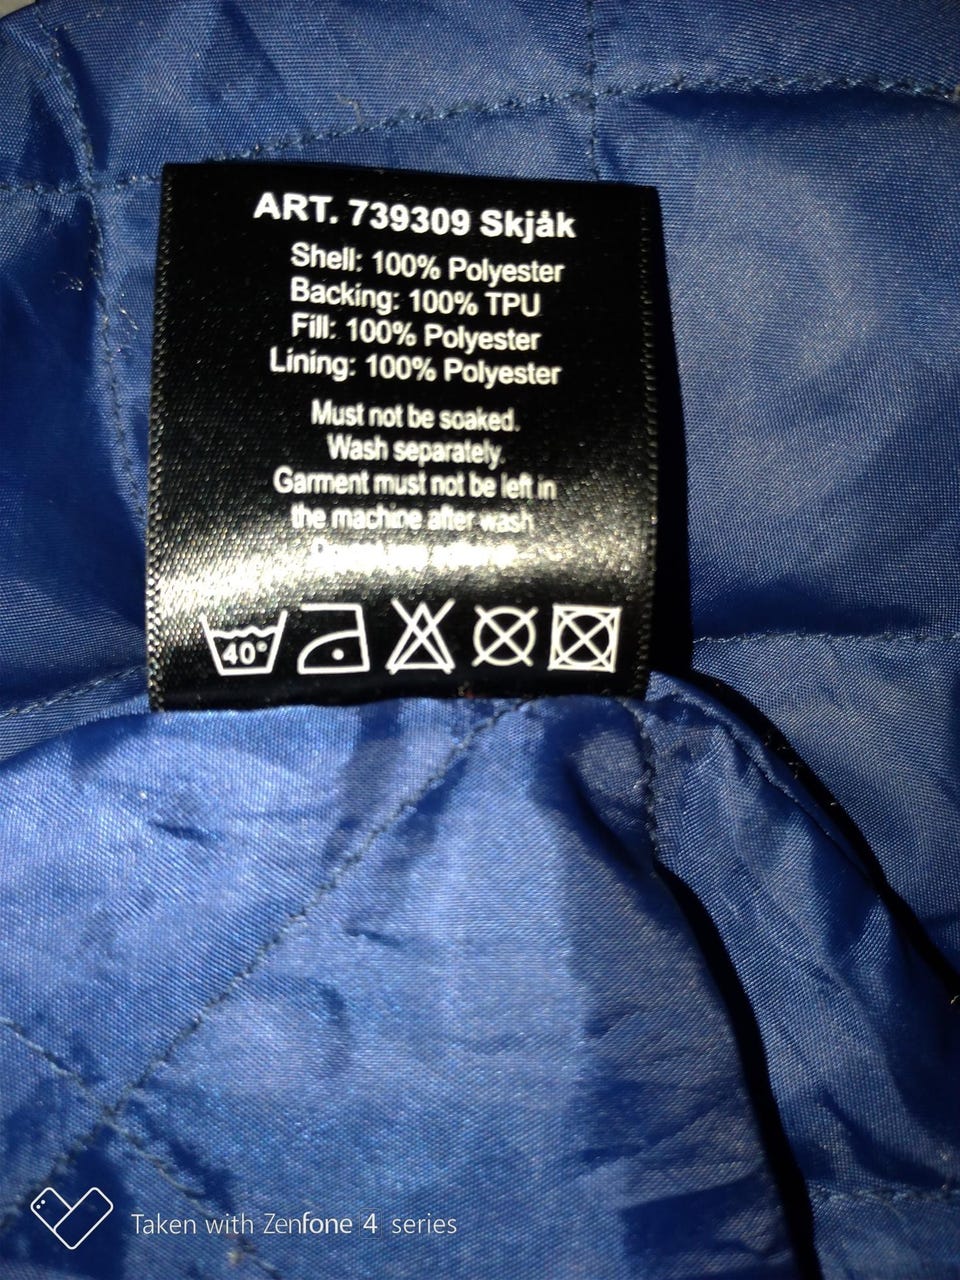 ART. 739309 Skjåk
Shell: 100% Polyester
Backing: 100% TPU
Fill: 100% Polyester
Lining: 100% Polyester
Must not be soaked.
Wash separately.
Garment must not be left in
the machine after wash
40°
Taken with Zenfone 4 series